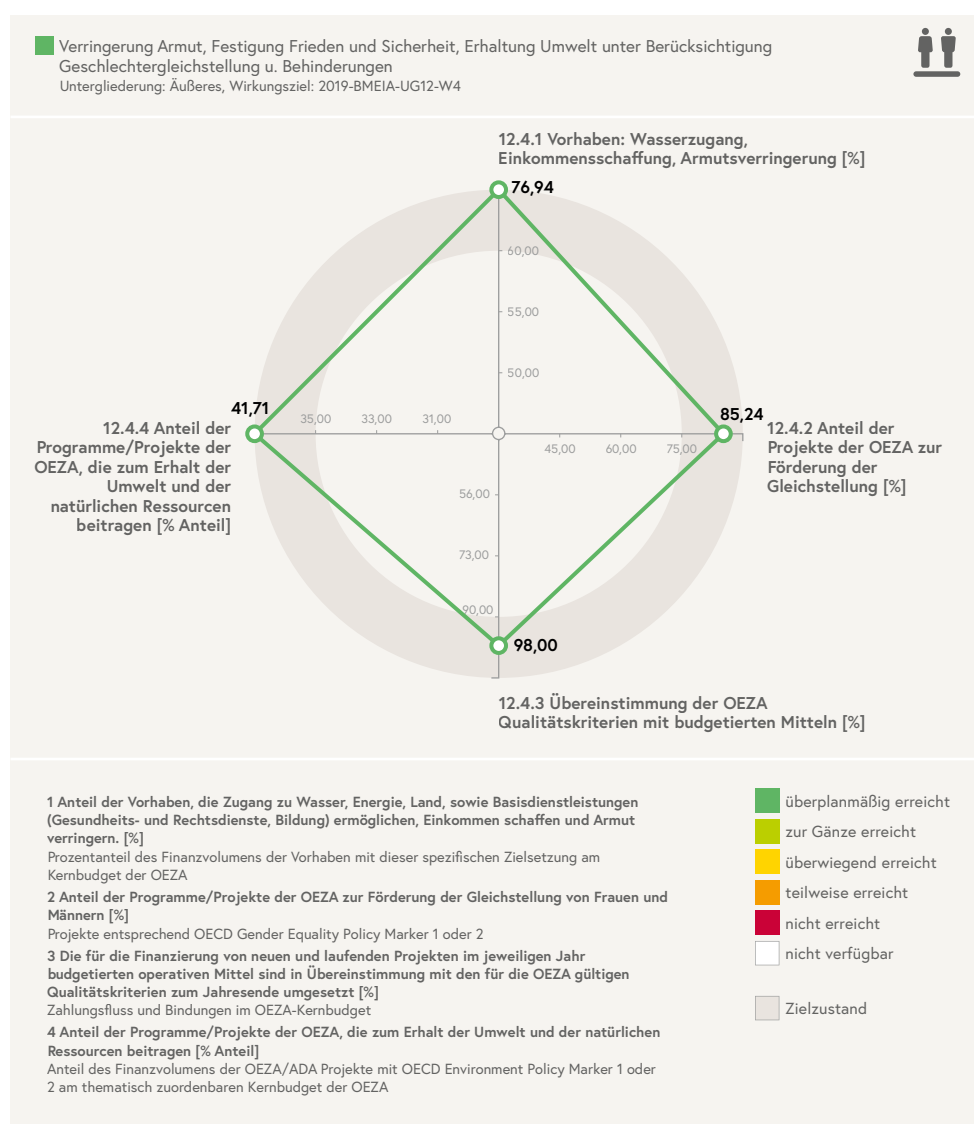 Verringerung Armut, Festigung Frieden und Sicherheit, Erhaltung Umwelt unter Berücksichtigung
Geschlechtergleichstellung u. Behinderungen
Untergliederung: Äußeres, Wirkungsziel: 2019-BMEIA-UG12-W4
12.4.1 Vorhaben: Wasserzugang,
Einkommensschaffung, Armutsverringerung [%]
76,94
60,00
55,00
50,00
41,71
35,00
33,00
31,00
12.4.4 Anteil der
Programme/Projekte der
OEZA, die zum Erhalt der
Umwelt und der
natürlichen Ressourcen
beitragen [% Anteil]
85,24
45,00
60,00
75,00
12.4.2 Anteil der
Projekte der OEZA zur
Förderung der
Gleichstellung [%]
56,00
73,00
90,00
98,00
12.4.3 Übereinstimmung der OEZA
Qualitätskriterien mit budgetierten Mitteln [%]
1 Anteil der Vorhaben, die Zugang zu Wasser, Energie, Land, sowie Basisdienstleistungen
(Gesundheits- und Rechtsdienste, Bildung) ermöglichen, Einkommen schaffen und Armut
verringern. [%]
Prozentanteil des Finanzvolumens der Vorhaben mit dieser spezifischen Zielsetzung am
Kernbudget der OEZA
2 Anteil der Programme/Projekte der OEZA zur Förderung der Gleichstellung von Frauen und
Männern [%]
Projekte entsprechend OECD Gender Equality Policy Marker 1 oder 2
3 Die für die Finanzierung von neuen und laufenden Projekten im jeweiligen Jahr
budgetierten operativen Mittel sind in Übereinstimmung mit den für die OEZA gültigen
Qualitätskriterien zum Jahresende umgesetzt [%]
Zahlungsfluss und Bindungen im OEZA-Kernbudget
4 Anteil der Programme/Projekte der OEZA, die zum Erhalt der Umwelt und der natürlichen
Ressourcen beitragen [% Anteil]
Anteil des Finanzvolumens der OEZA/ADA Projekte mit OECD Environment Policy Marker 1 oder
2 am thematisch zuordenbaren Kernbudget der OEZA
überplanmäßig erreicht
zur Gänze erreicht
überwiegend erreicht
teilweise erreicht
nicht erreicht
nicht verfügbar
Zielzustand